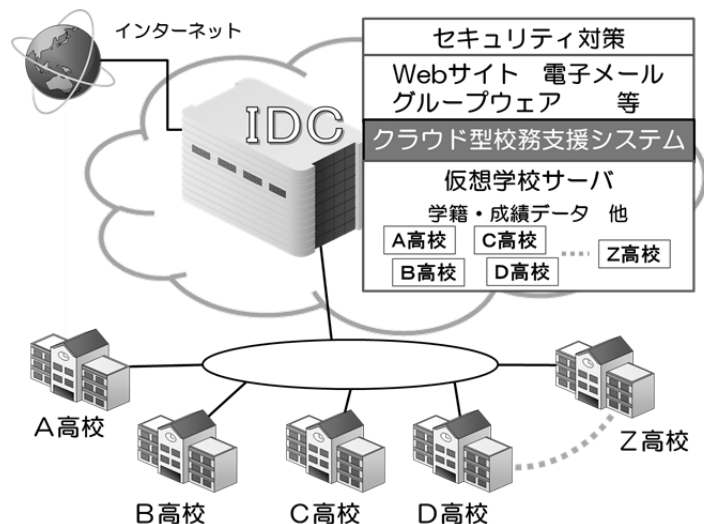 インターネット
IDC
セキュリティ対策
Webサイト 電子メール
グループウェア 等
クラウド型校務支援システム
仮想学校サーバ
学籍・成績データ 他
A高校 C高校 Z高校
B高校 D高校
A高校
B高校
C高校
D高校
Z高校